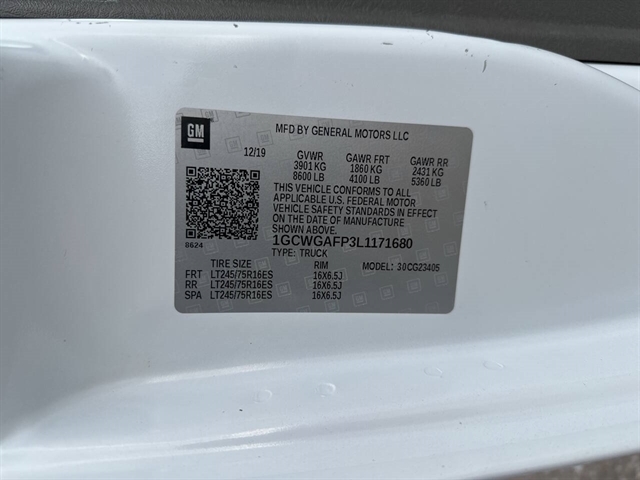 GM
MFD BY GENERAL MOTORS LLC
12/19 GVWR GAWR FRT GAWR RR
3901 KG 1860 KG 2431 KG
8600 LB 4100 LB 5360 LB
THIS VEHICLE CONFORMS TO ALL
APPLICABLE U.S. FEDERAL MOTOR
VEHICLE SAFETY STANDARDS IN EFFECT
ON THE DATE OF MANUFACTURE
SHOWN ABOVE.
8624
1GCWGAFP3L1171680
TYPE: TRUCK
TIRE SIZE RIM MODEL: 30CG23405
FRT LT245/75R16ES 16X6.5J
RR LT245/75R16ES 16X6.5J
SPA LT245/75R16ES 16X6.5J